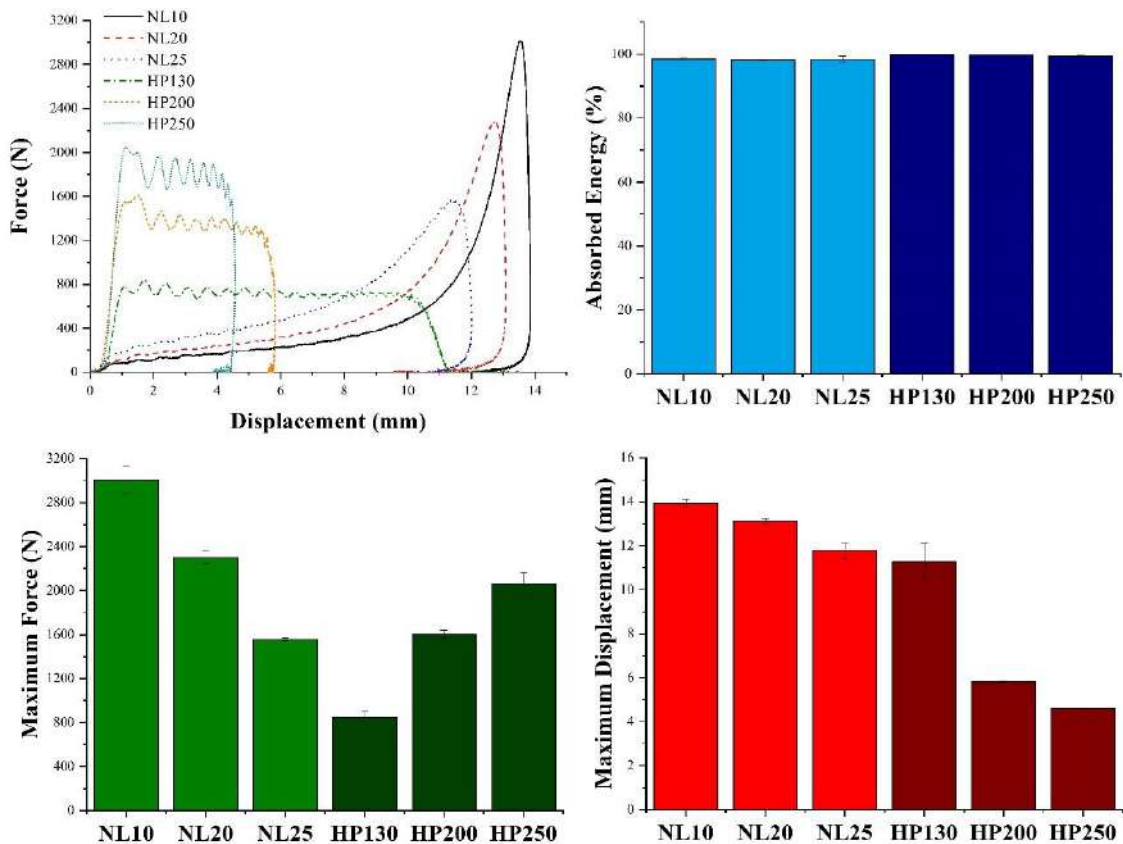 NL10
NL20
NL25
HP130
HP200
HP250
3200
2800
2400
2000
1600
1200
800
400
0
Force (N)
0 2 4 6 8 10 12 14
Displacement (mm)
100
80
60
40
20
0
Absorbed Energy (%)
NL10 NL20 NL25 HP130 HP200 HP250
3200
2800
2400
2000
1600
1200
800
400
0
Maximum Force (N)
NL10 NL20 NL25 HP130 HP200 HP250
16
14
12
10
8
6
4
2
0
Maximum Displacement (mm)
NL10 NL20 NL25 HP130 HP200 HP250